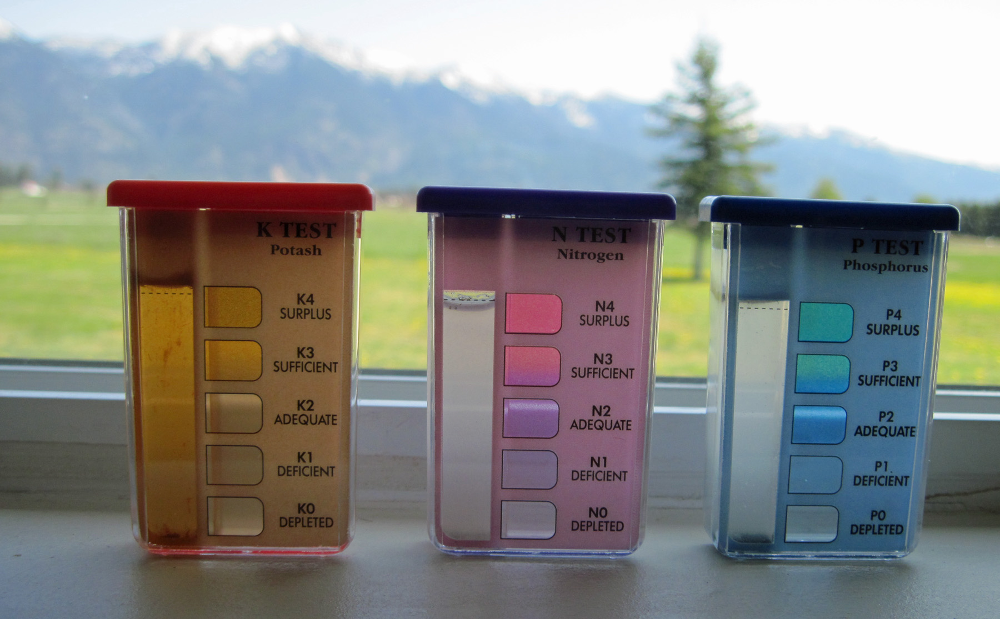 K TEST
Potash
K4
SURPLUS
K3
SUFFICIENT
K2
ADEQUATE
K1
DEFICIENT
K0
DEPLETED
N TEST
Nitrogen
N4
SURPLUS
N3
SUFFICIENT
N2
ADEQUATE
N1
DEFICIENT
N0
DEPLETED
P TEST
Phosphorus
P4
SURPLUS
P3
SUFFICIENT
P2
ADEQUATE
P1
DEFICIENT
P0
DEPLETED